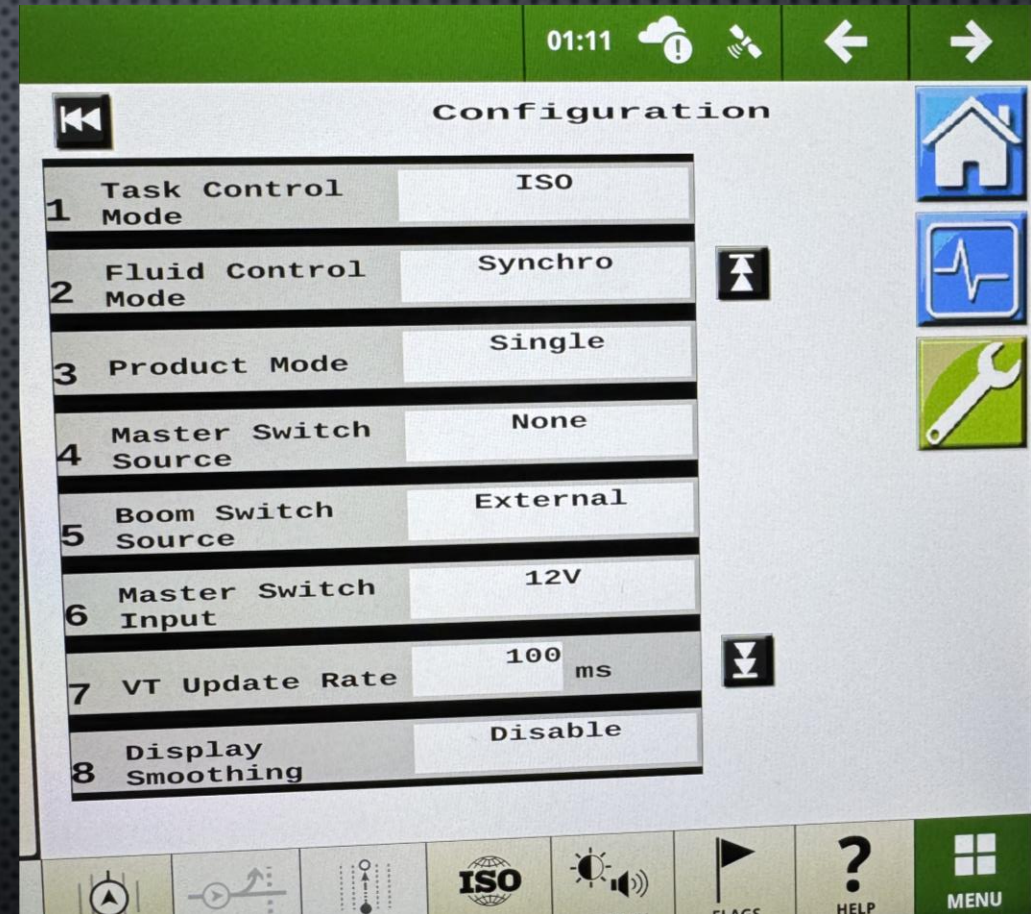 01:11
Configuration
1 Task Control Mode ISO
2 Fluid Control Mode Synchro
3 Product Mode Single
4 Master Switch Source None
5 Boom Switch Source External
6 Master Switch Input 12V
7 VT Update Rate 100 ms
8 Display Smoothing Disable
ISO
FLAGS
? HELP
MENU